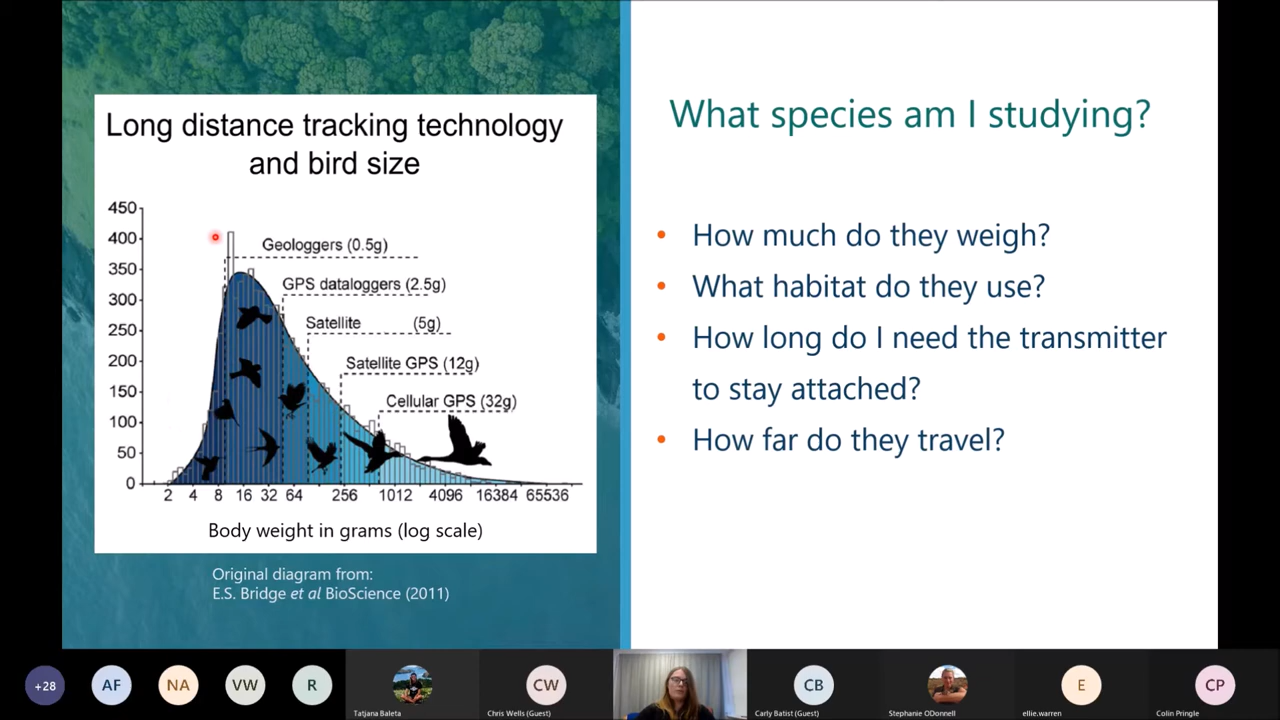 Long distance tracking technology
and bird size
450
400
350
300
250
200
150
100
50
0
Geologgers (0.5g)
GPS dataloggers (2.5g)
Satellite (5g)
Satellite GPS (12g)
Cellular GPS (32g)
2 4 8 16 32 64 256 1012 4096 16384 65536
Body weight in grams (log scale)
Original diagram from:
E.S. Bridge et al BioScience (2011)
What species am I studying?
• How much do they weigh?
• What habitat do they use?
• How long do I need the transmitter
to stay attached?
• How far do they travel?
+28
AF
NA
VW
R
Tatjana Baleta
CW
Chris Wells (Guest)
CB
Carly Batist (Guest)
Stephanie ODonnell
E
ellie.warren
CP
Colin Pringle